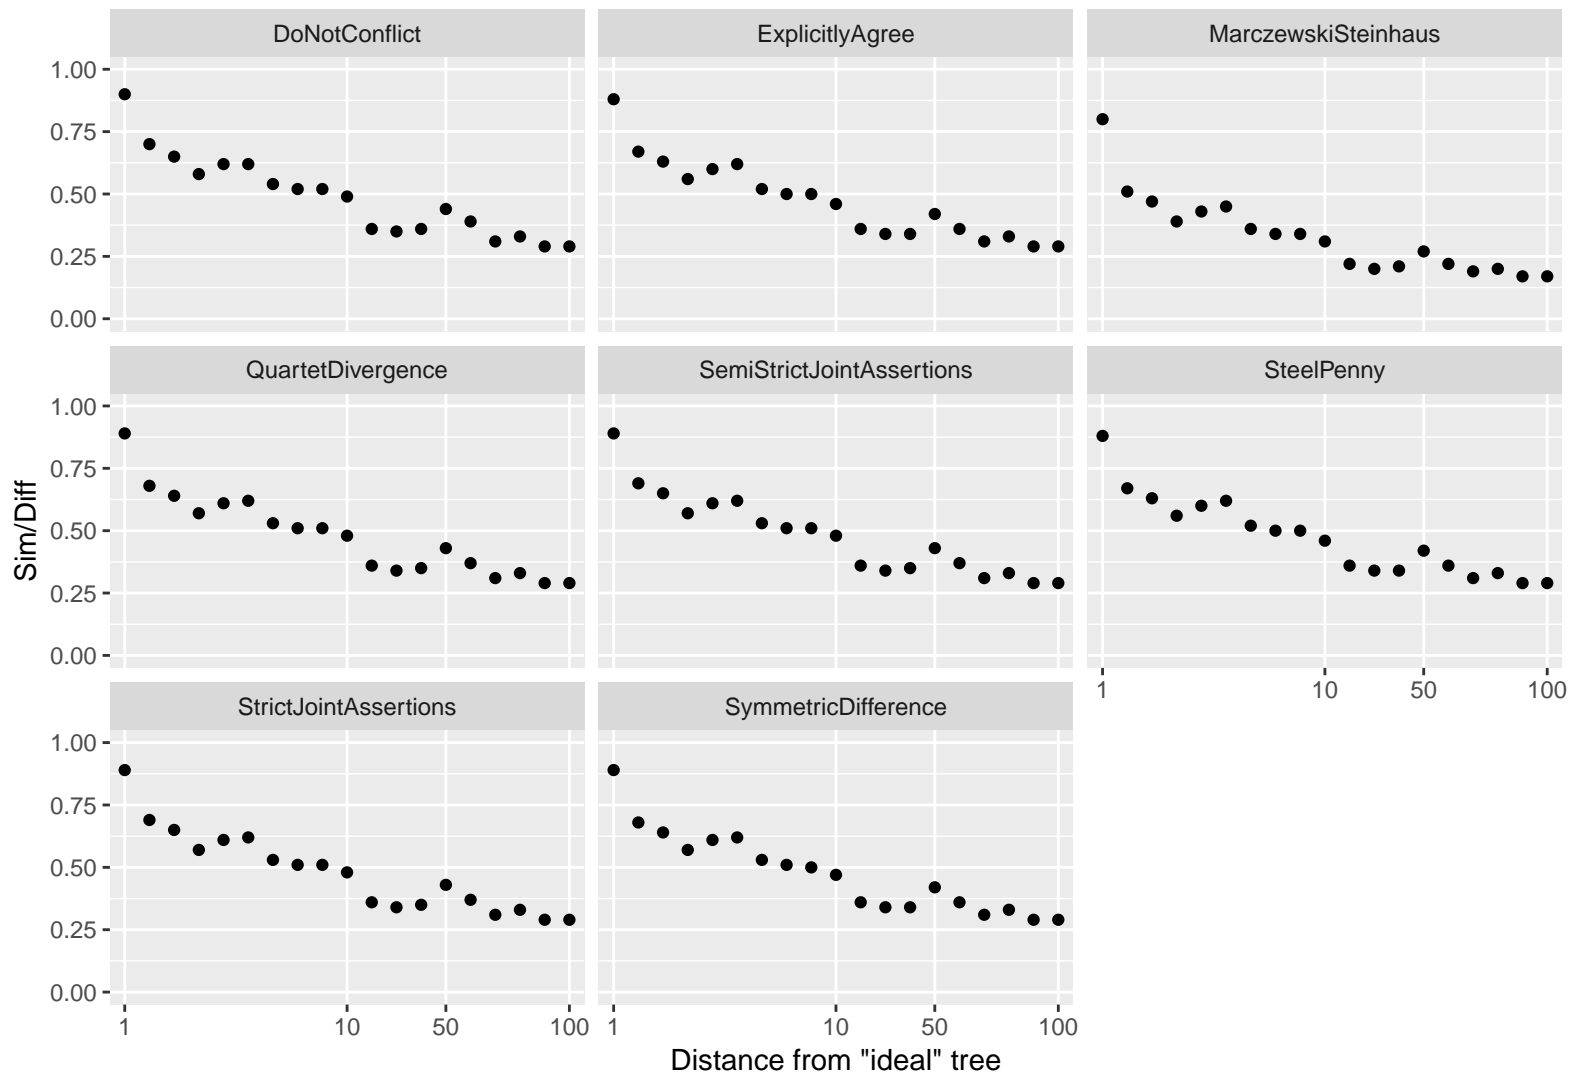 DoNotConflict ExplicitlyAgree MarczewskiSteinhaus
1.00
0.75
0.50
0.25
0.00
QuartetDivergence SemiStrictJointAssertions SteelPenny
1.00
0.75
0.50
0.25
0.00
1 10 50 100
StrictJointAssertions SymmetricDifference
1.00
0.75
0.50
0.25
0.00
1 10 50 100 1 10 50 100
Sim/Diff
Distance from "ideal" tree